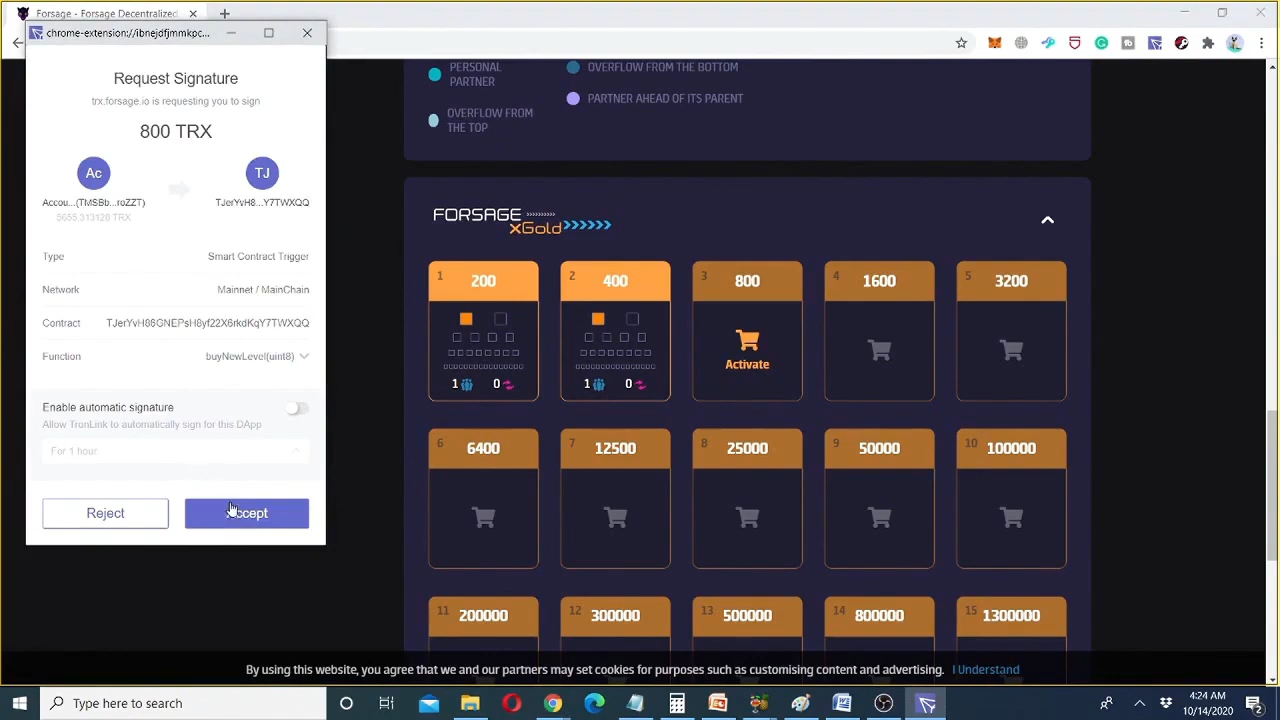 Forsage - Forsage Decentralized
chrome-extension://ibnejdfjmmkpc...
Request Signature
trx.forsage.io is requesting you to sign
800 TRX
Ac
TJ
Accou...(TMSBb...roZZT)
TJerYvH8...Y7TWXQQ
5655.313126 TRX
Type
Smart Contract Trigger
Network
Mainnet / MainChain
Contract
TJerYvH86GNEPsH8yf22X6rkdKqY7TWXQQ
Function
buyNewLevel(uint8)
Enable automatic signature
Allow TronLink to automatically sign for this DApp
For 1 hour
Reject
Accept
PERSONAL
PARTNER
OVERFLOW FROM
THE TOP
OVERFLOW FROM THE BOTTOM
PARTNER AHEAD OF ITS PARENT
FORSAGE
xGold
1 200
2 400
3 800
4 1600
5 3200
1 0
1 0
Activate
6 6400
7 12500
8 25000
9 50000
10 100000
11 200000
12 300000
13 500000
14 800000
15 1300000
By using this website, you agree that we and our partners may set cookies for purposes such as customising content and advertising. I Understand
Type here to search
4:24 AM
10/14/2020
2